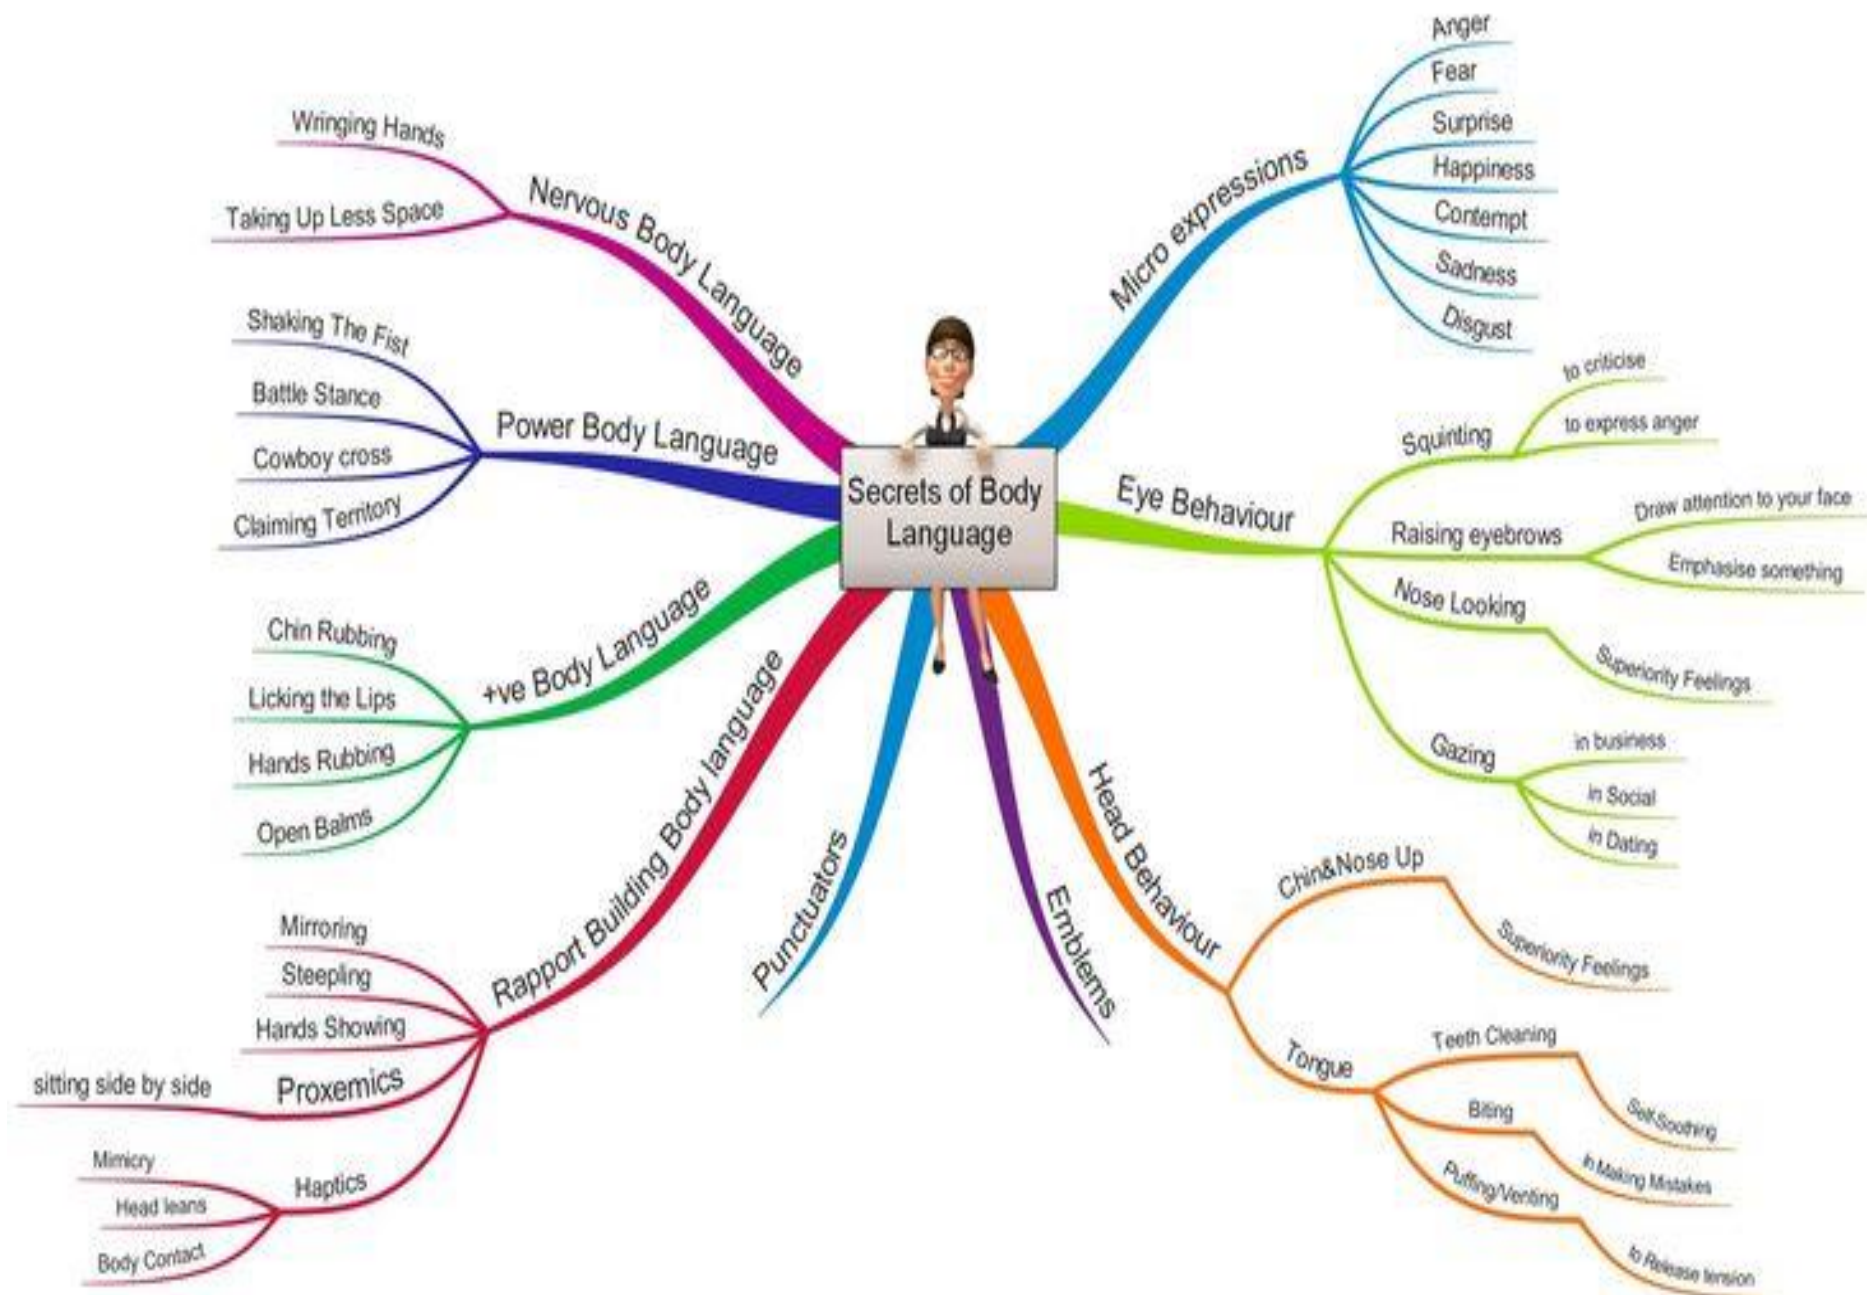 Secrets of Body
Language
Micro expressions
Anger
Fear
Surprise
Happiness
Contempt
Sadness
Disgust
Eye Behaviour
Squinting
to criticise
to express anger
Raising eyebrows
Draw attention to your face
Emphasise something
Nose Looking
Superiority Feelings
Gazing
in business
in Social
in Dating
Head Behaviour
Chin&Nose Up
Superiority Feelings
Tongue
Teeth Cleaning
Self-Soothing
Biting
In Making Mistakes
Puffing/Venting
to Release tension
Emblems
Punctuators
Rapport Building Body language
Mirroring
Steepling
Hands Showing
Proxemics
sitting side by side
Haptics
Mimicry
Head leans
Body Contact
+ve Body Language
Chin Rubbing
Licking the Lips
Hands Rubbing
Open Balms
Power Body Language
Shaking The Fist
Battle Stance
Cowboy cross
Claiming Territory
Nervous Body Language
Wringing Hands
Taking Up Less Space